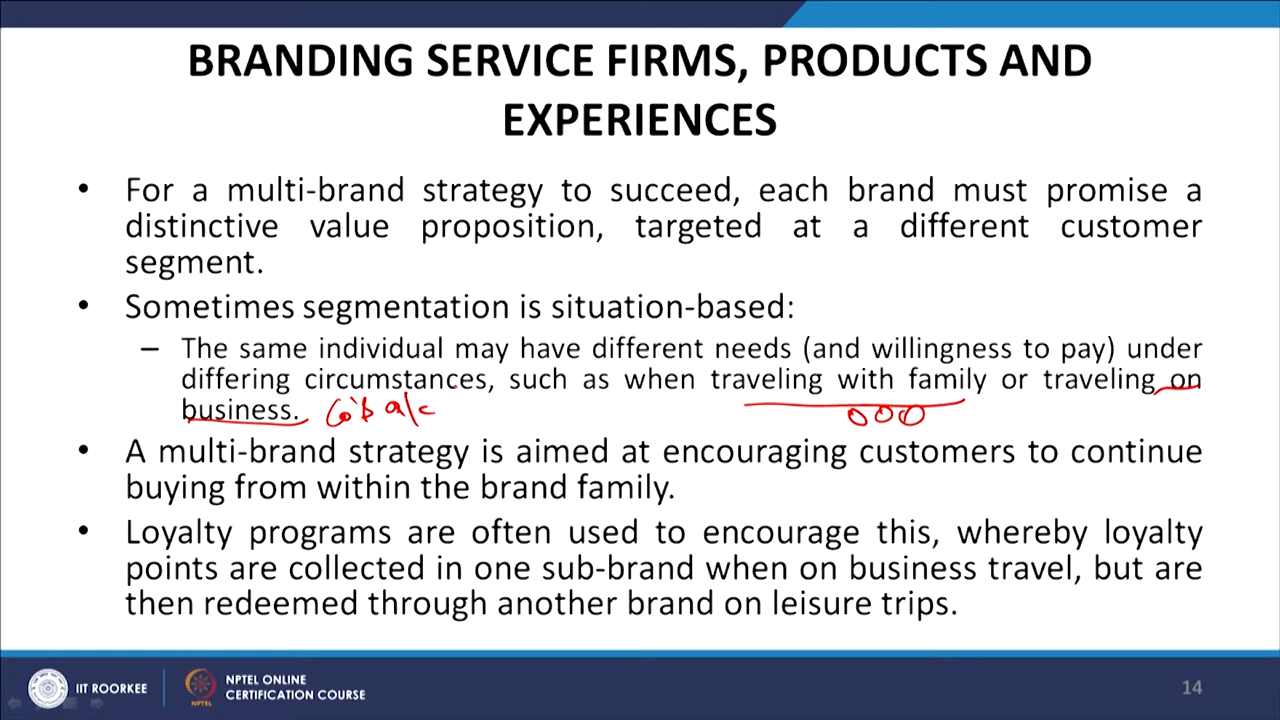 BRANDING SERVICE FIRMS, PRODUCTS AND
EXPERIENCES
• For a multi-brand strategy to succeed, each brand must promise a
distinctive value proposition, targeted at a different customer
segment.
• Sometimes segmentation is situation-based:
– The same individual may have different needs (and willingness to pay) under
differing circumstances, such as when traveling with family or traveling on
business.
• A multi-brand strategy is aimed at encouraging customers to continue
buying from within the brand family.
• Loyalty programs are often used to encourage this, whereby loyalty
points are collected in one sub-brand when on business travel, but are
then redeemed through another brand on leisure trips.
IIT ROORKEE
NPTEL
NPTEL ONLINE
CERTIFICATION COURSE
14